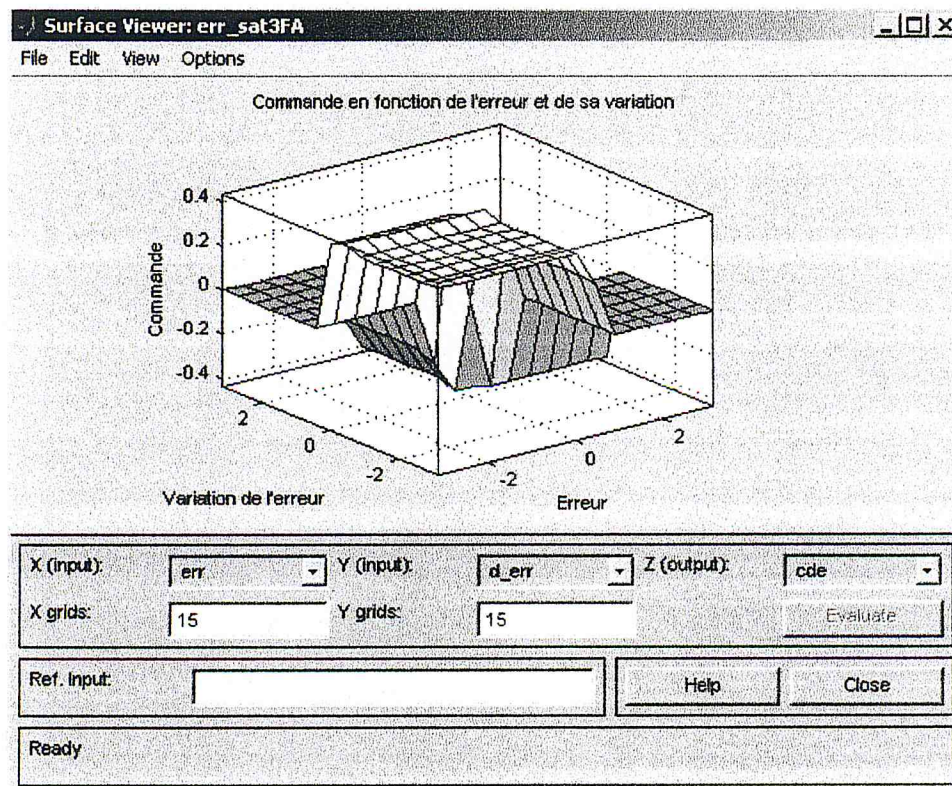 Surface Viewer: err_sat3FA
File Edit View Options
Commande en fonction de l'erreur et de sa variation
0.4
0.2
0
-0.2
-0.4
Commande
2
0
-2
Variation de l'erreur
-2
0
2
Erreur
X (input): err Y (input): d_err Z (output): cde
X grids: 15 Y grids: 15 Evaluate
Ref. Input: Help Close
Ready